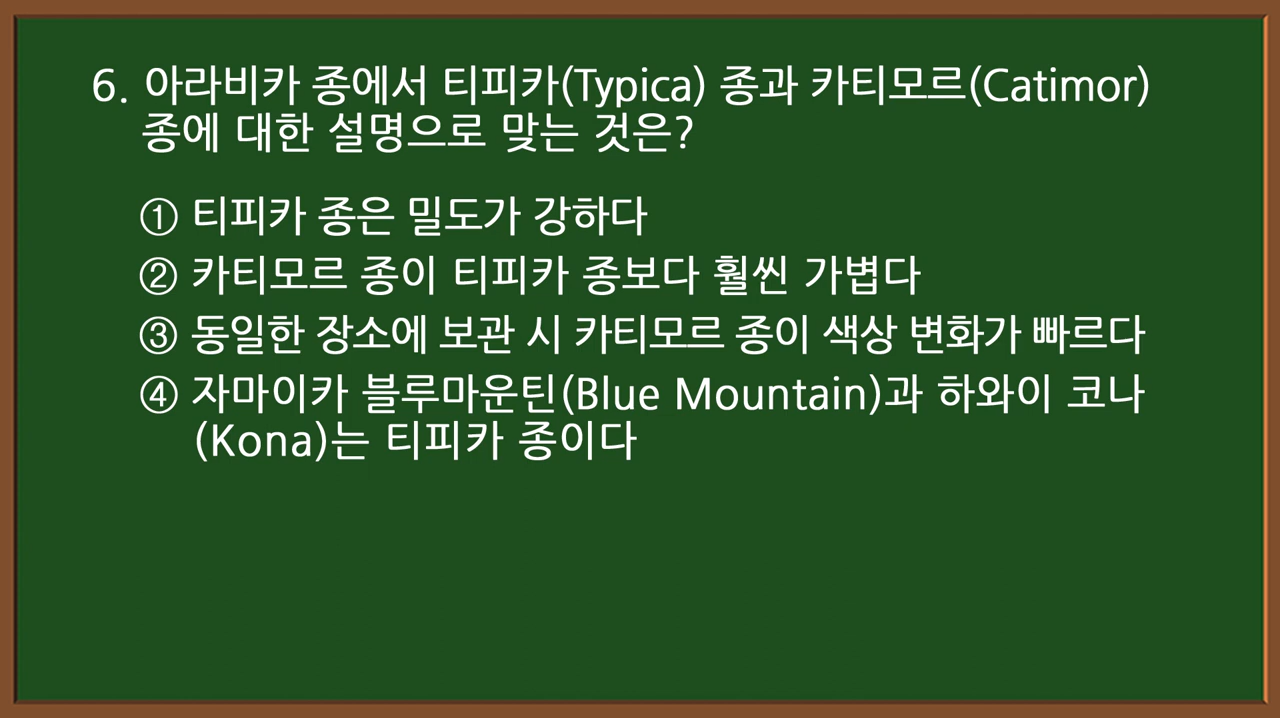 6. 아라비카 종에서 티피카(Typica) 종과 카티모르(Catimor)
종에 대한 설명으로 맞는 것은?
① 티피카 종은 밀도가 강하다
② 카티모르 종이 티피카 종보다 훨씬 가볍다
③ 동일한 장소에 보관 시 카티모르 종이 색상 변화가 빠르다
④ 자마이카 블루마운틴(Blue Mountain)과 하와이 코나
(Kona)는 티피카 종이다